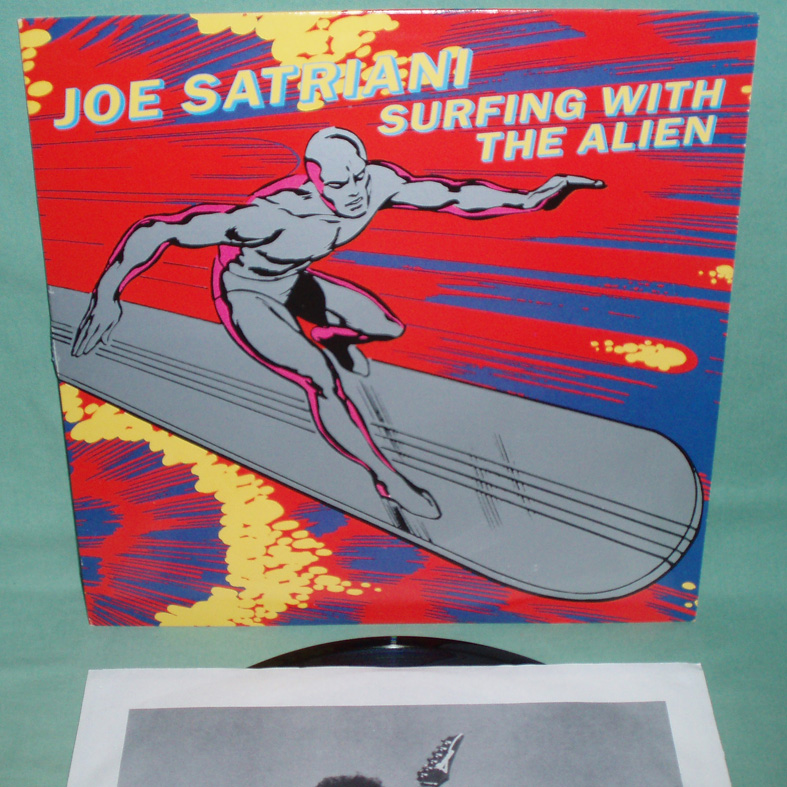 JOE SATRIANI
SURFING WITH
THE ALIEN